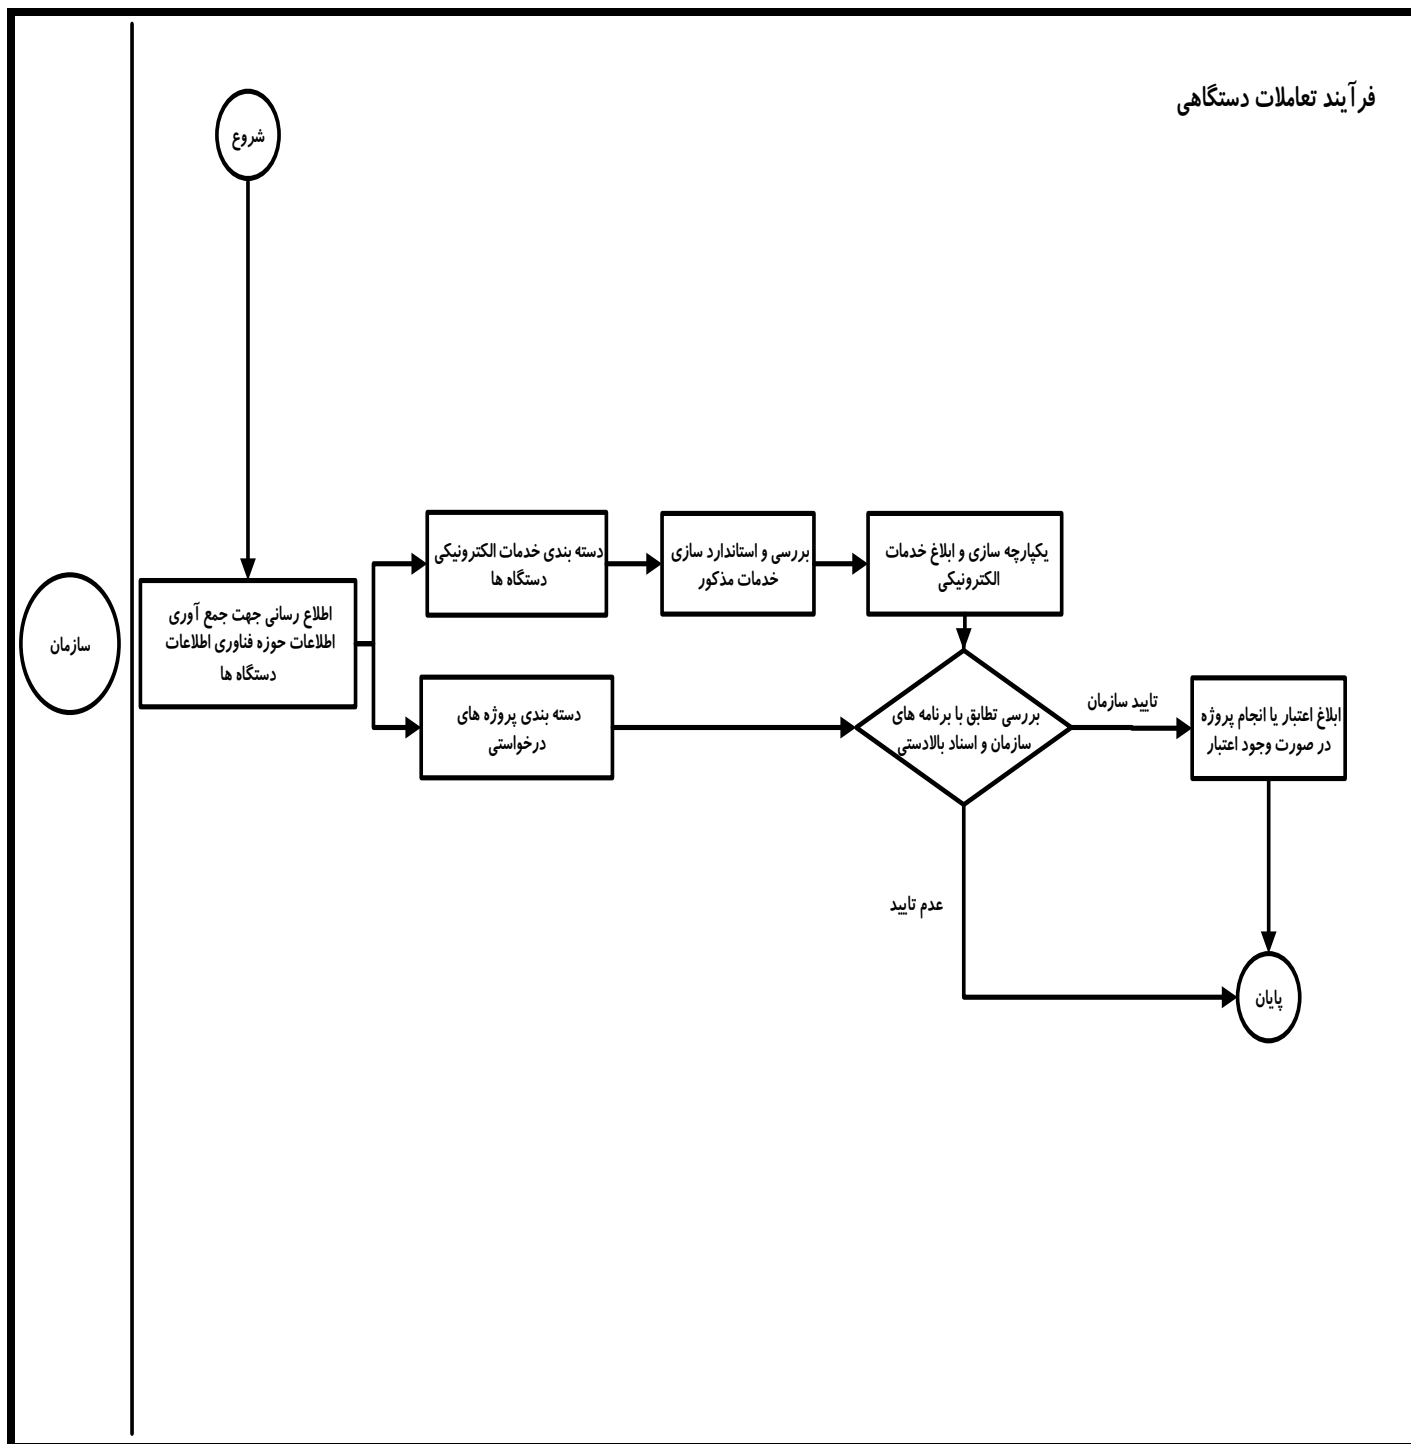 فرآیند تعاملات دستگاهی
شروع
سازمان
اطلاع رسانی جهت جمع آوری
اطلاعات حوزه فناوری اطلاعات
دستگاه ها
دسته بندی خدمات الکترونیکی
دستگاه ها
بررسی و استاندارد سازی
خدمات مذکور
یکپارچه سازی و ابلاغ خدمات
الکترونیکی
دسته بندی پروژه های
درخواستی
بررسی تطابق با برنامه های
سازمان و اسناد بالادستی
تایید سازمان
ابلاغ اعتبار یا انجام پروژه
در صورت وجود اعتبار
عدم تایید
پایان